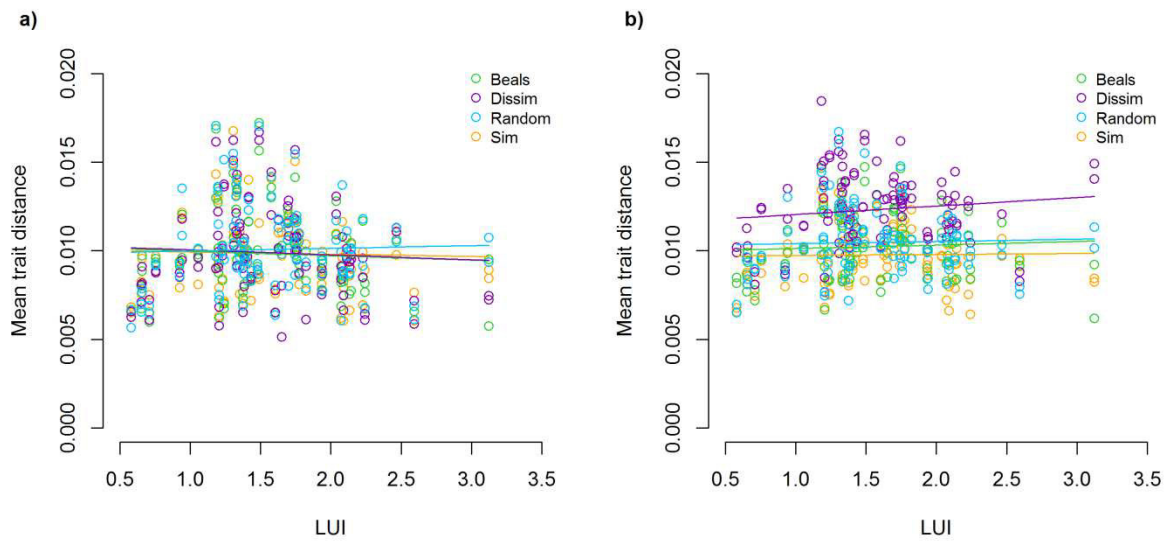 a)
Mean trait distance
0.020
0.015
0.010
0.005
0.000
Beals
Dissim
Random
Sim
0.5 1.0 1.5 2.0 2.5 3.0 3.5
LUI
b)
Mean trait distance
0.020
0.015
0.010
0.005
0.000
Beals
Dissim
Random
Sim
0.5 1.0 1.5 2.0 2.5 3.0 3.5
LUI